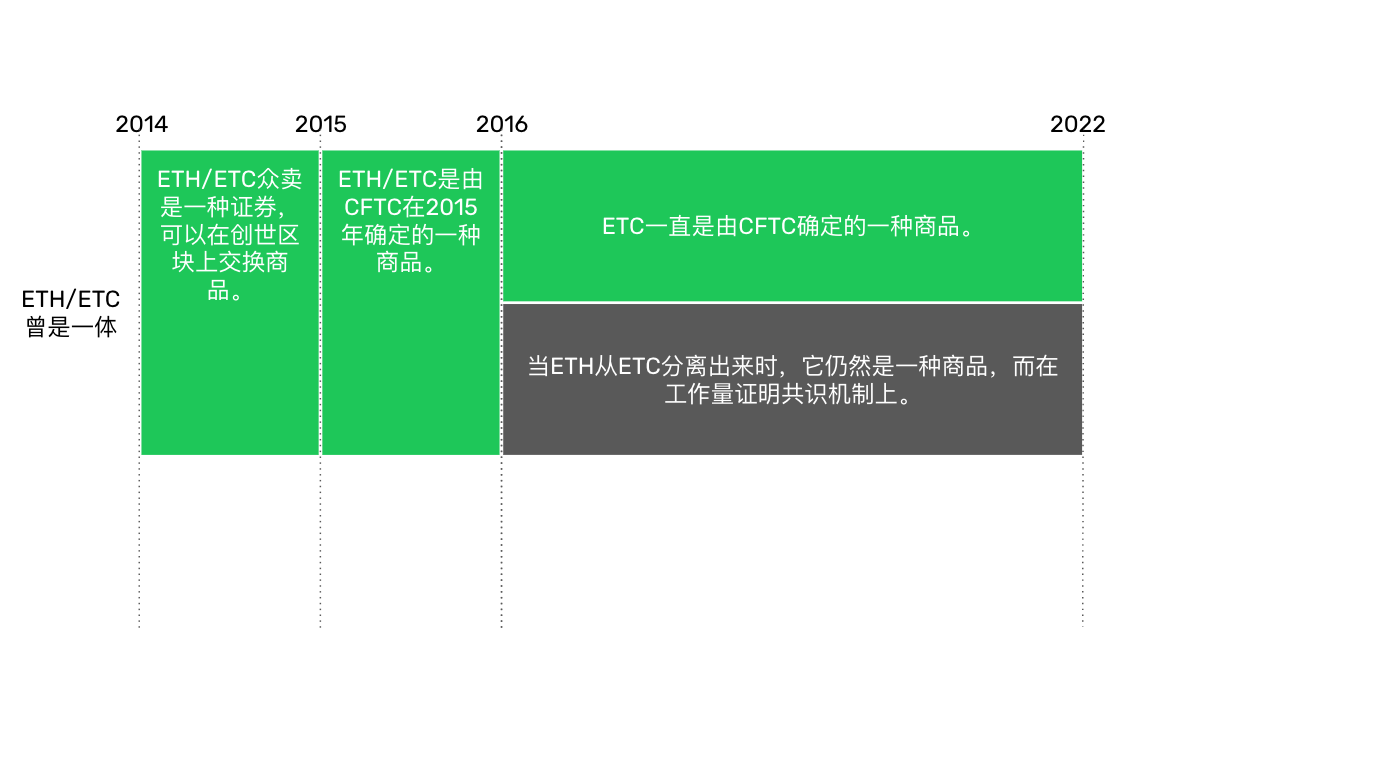 2014
2015
2016
2022
ETH/ETC
曾是一体
ETH/ETC众卖
是一种证券，
可以在创世区
块上交换商
品。
ETH/ETC是由
CFTC在2015
年确定的一种
商品。
ETC一直是由CFTC确定的一种商品。
当ETH从ETC分离出来时，它仍然是一种商品，而在
工作量证明共识机制上。